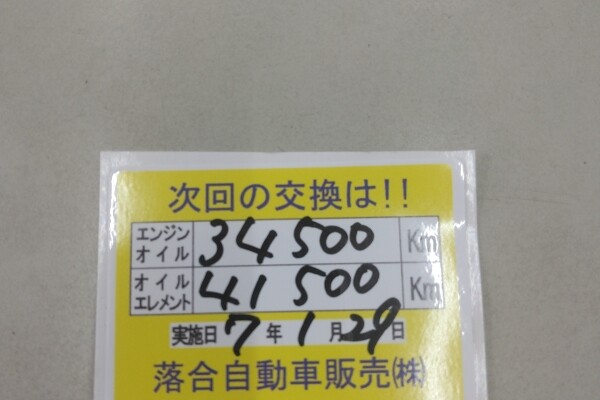 次回の交換は!!
エンジンオイル 34500 Km
オイルエレメント 41500 Km
実施日 7年 1月 29日
落合自動車販売㈱